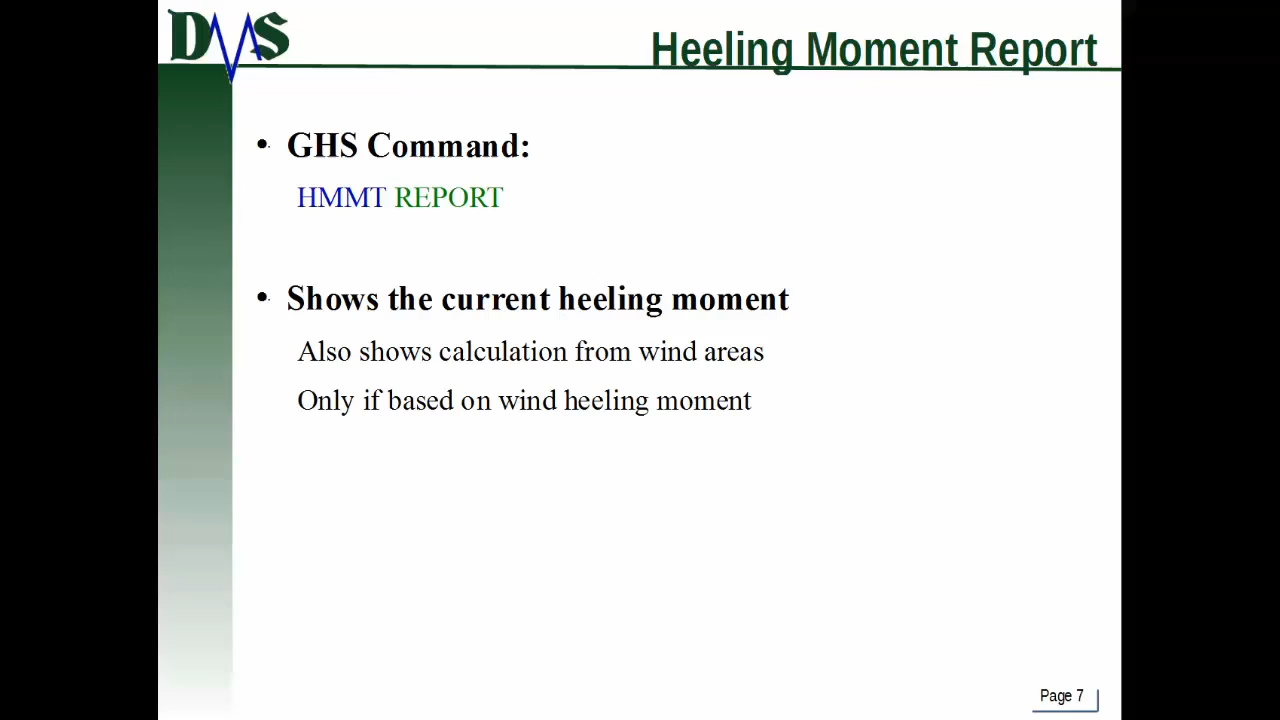 DMS
Heeling Moment Report
• GHS Command:
HMMT REPORT
• Shows the current heeling moment
Also shows calculation from wind areas
Only if based on wind heeling moment
Page 7